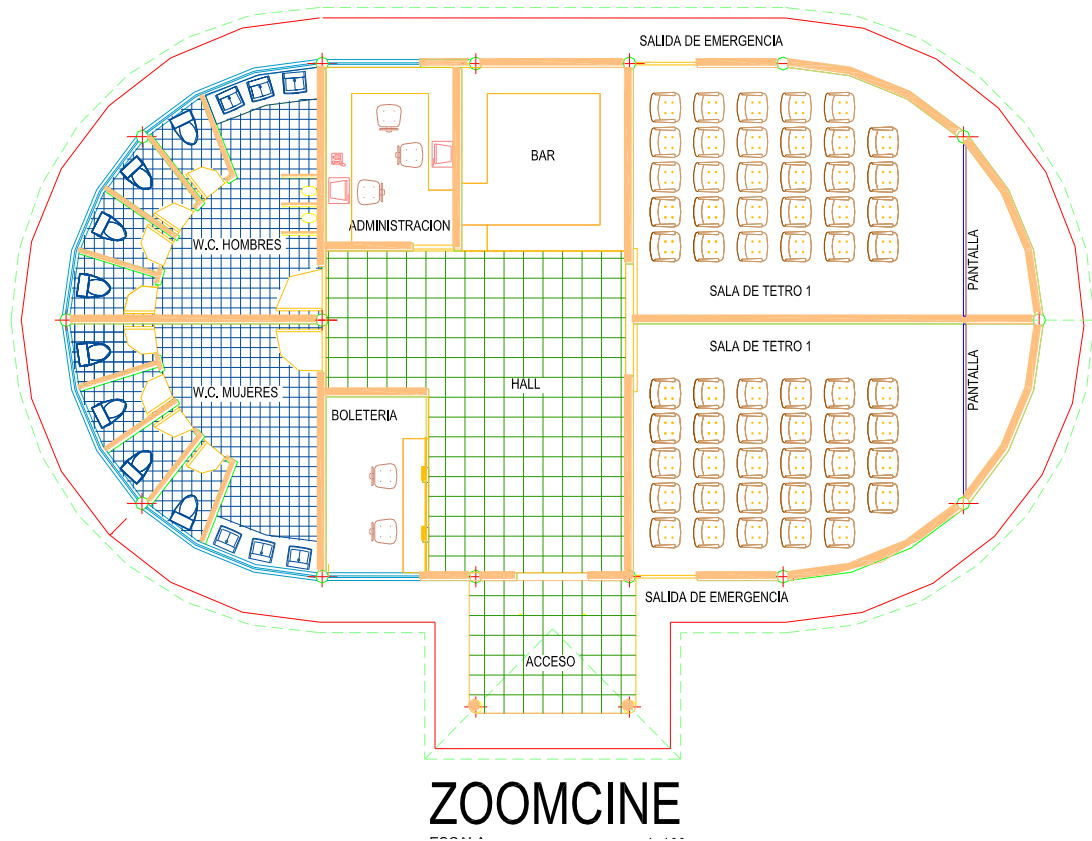 SALIDA DE EMERGENCIA
BAR
ADMINISTRACION
W.C. HOMBRES
PANTALLA
SALA DE TETRO 1
SALA DE TETRO 1
PANTALLA
HALL
W.C. MUJERES
BOLETERIA
SALIDA DE EMERGENCIA
ACCESO
ZOOMCINE